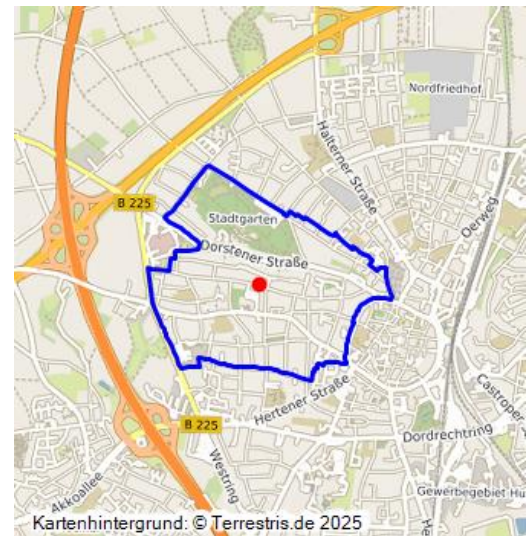 Nordfriedhof
Halterner Straße
Oerweg
B 225
Stadtgarten
Dorstener Straße
Hertener Straße
B 225
Dordrechtring
Westring
Akkoallee
Gewerbegebiet Hu
Kartenhintergrund: © Terrestris.de 2025